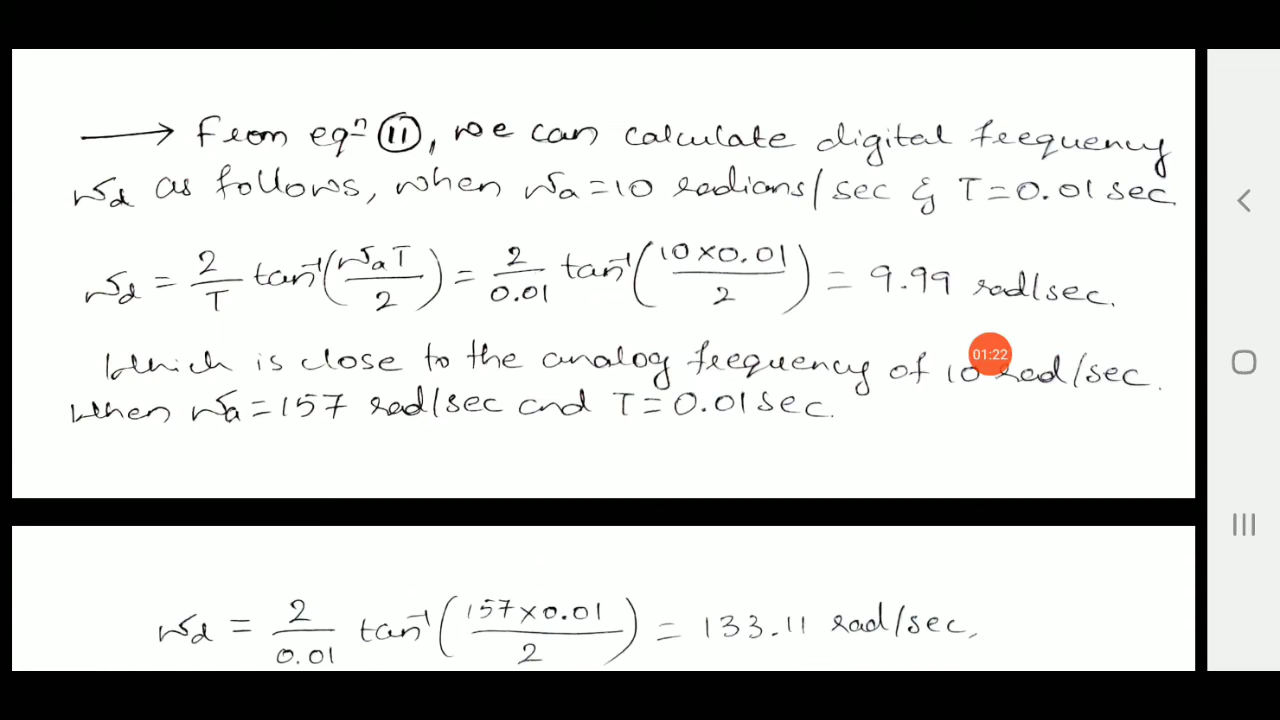 → From eqⁿ ⑪, we can calculate digital frequency
ωd as follows, when ωa = 10 radians/sec & T = 0.01 sec.
ωd = 2/T tan⁻¹(ωaT/2) = 2/0.01 tan⁻¹(10×0.01/2) = 9.99 rad/sec.
Which is close to the analog frequency of 10 rad/sec.
01:22
When ωa = 157 rad/sec and T = 0.01 sec.
ωd = 2/0.01 tan⁻¹(157×0.01/2) = 133.11 rad/sec,